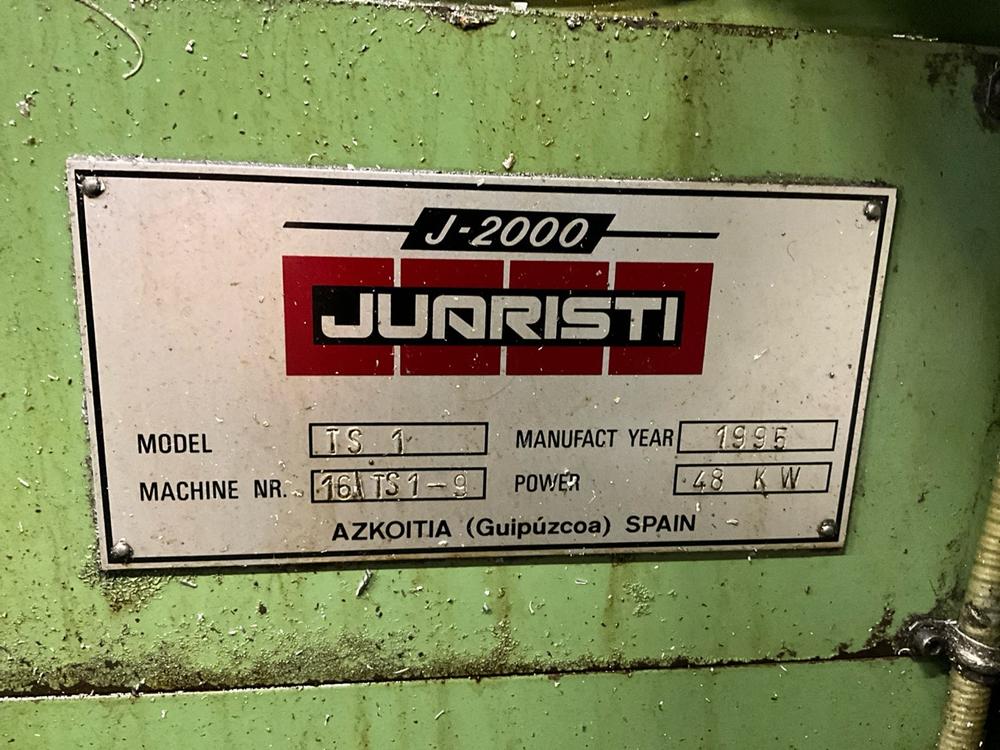 J-2000
JUARISTI
MODEL TS 1 MANUFACT YEAR 1995
MACHINE NR. 16\TS1-9 POWER 48 KW
AZKOITIA (Guipúzcoa) SPAIN